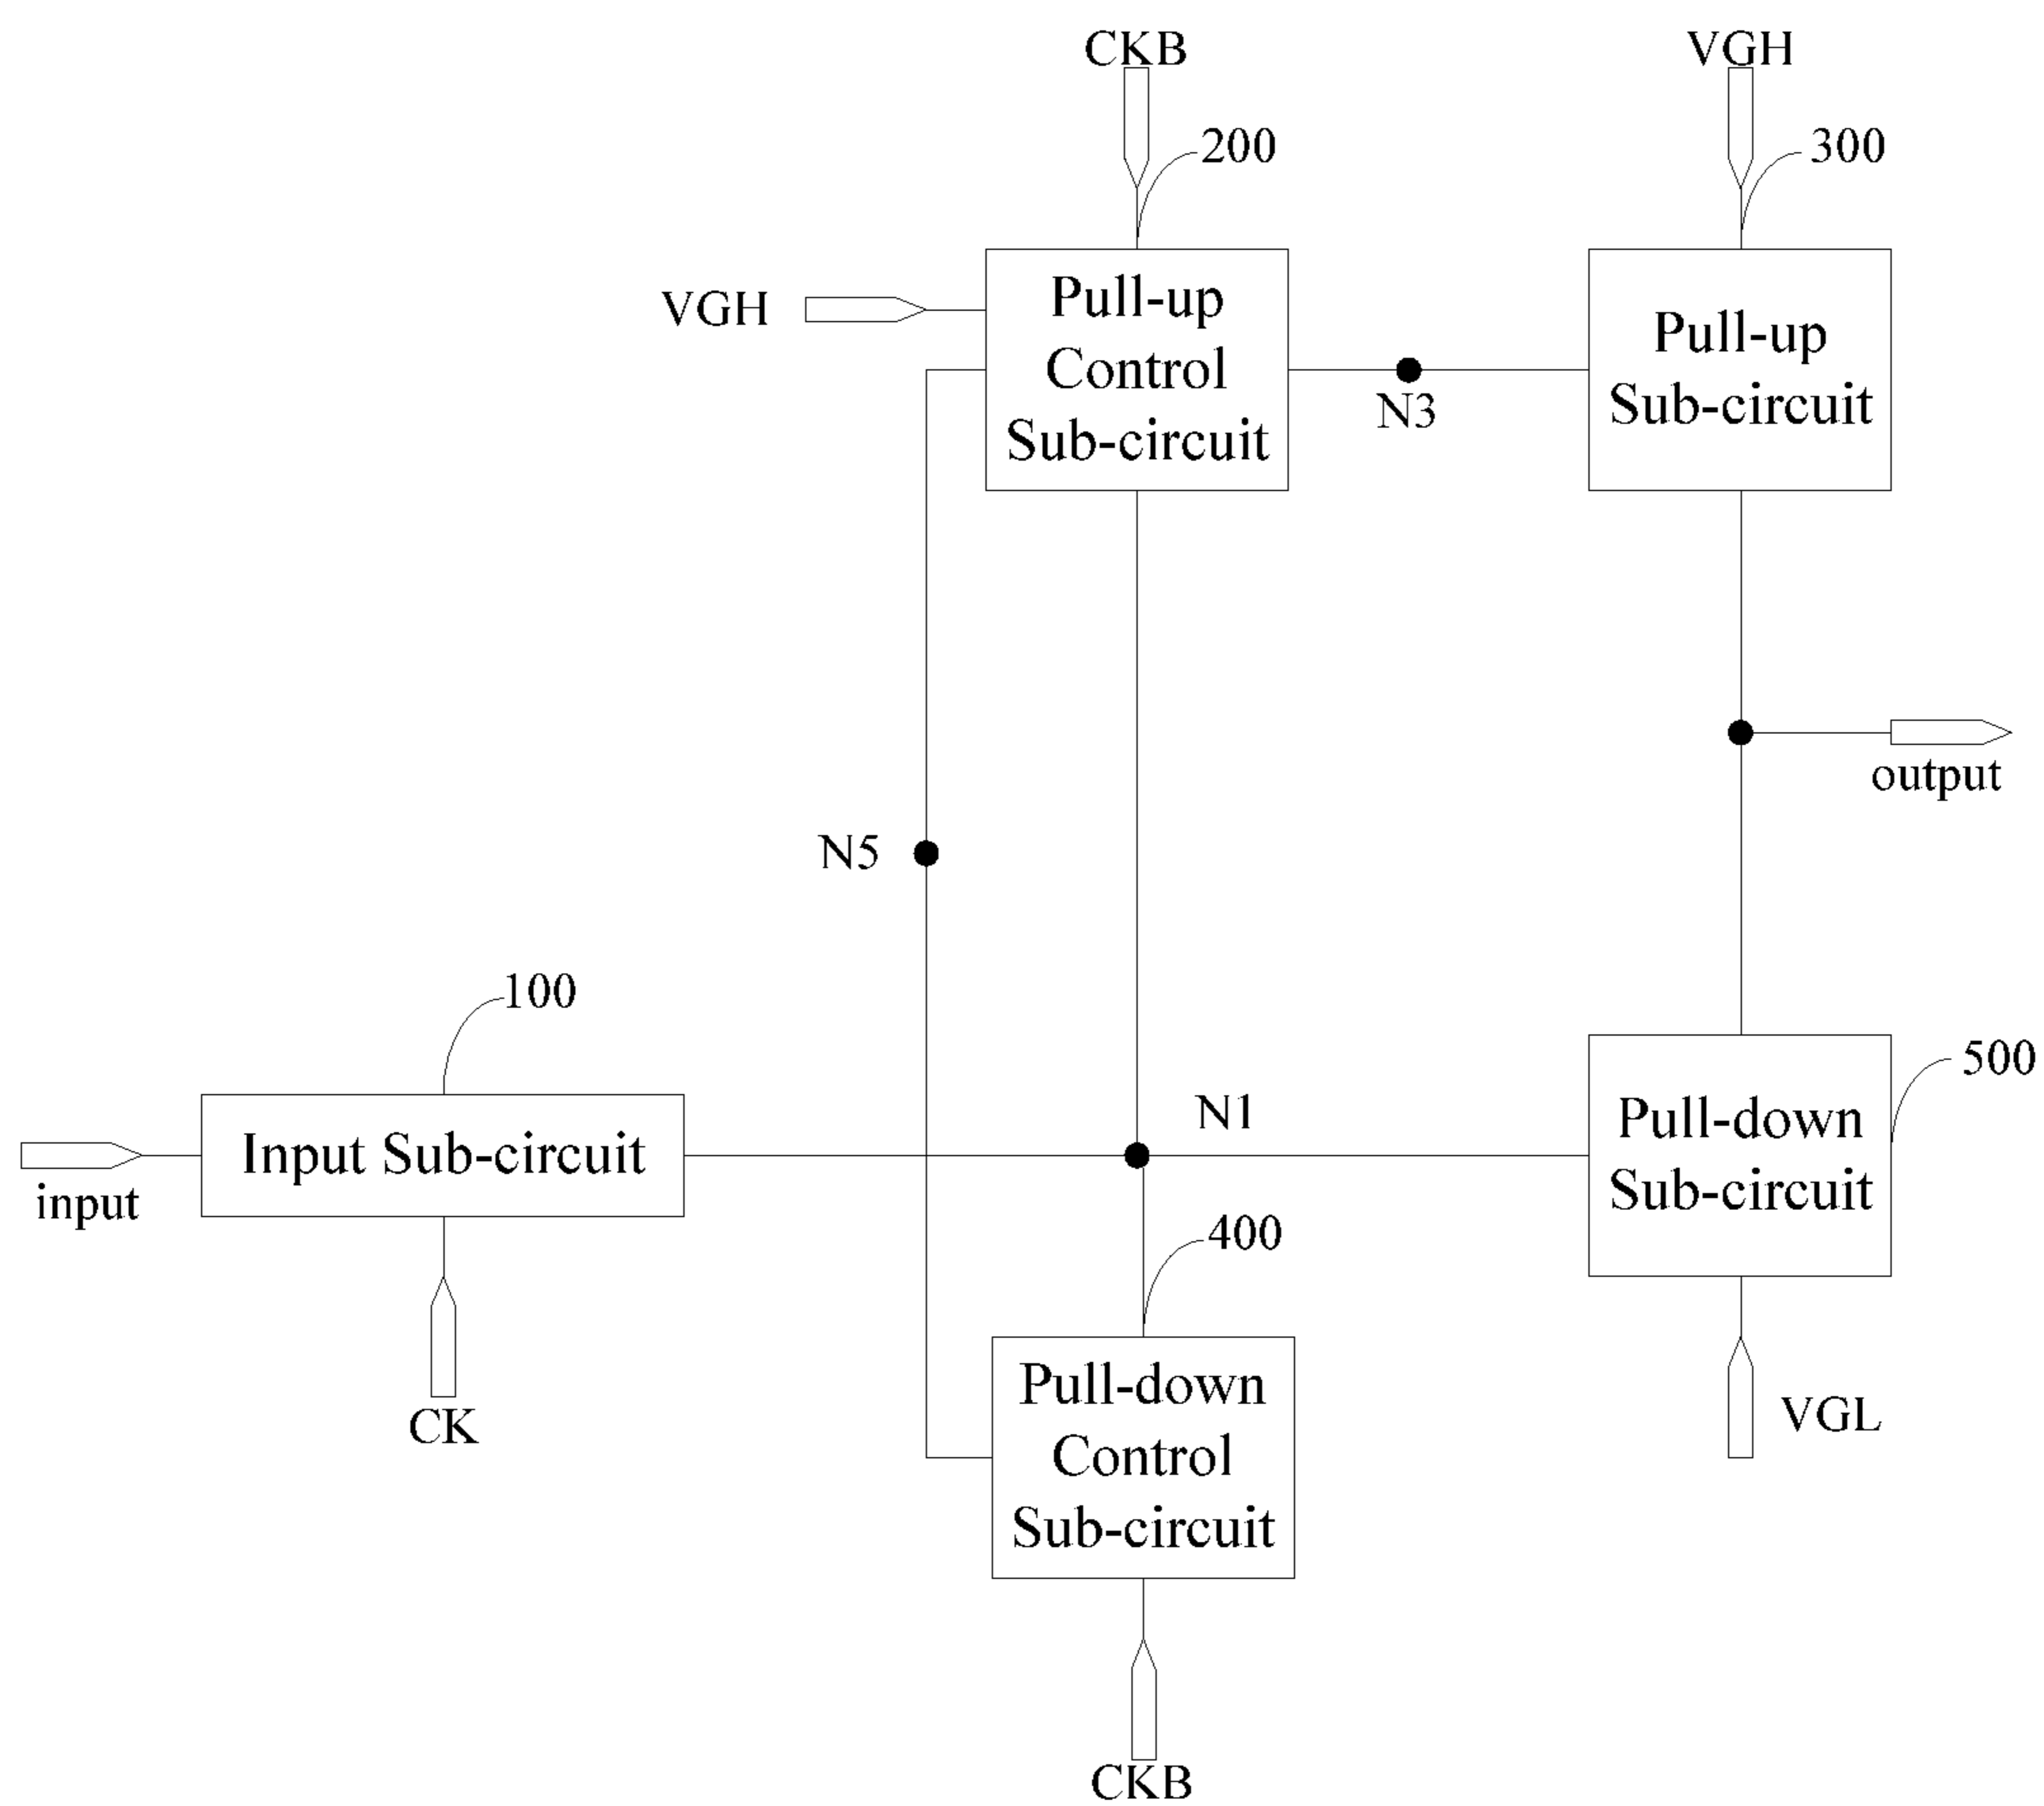 CKB
VGH
200
300
VGH
Pull-up
Control
Sub-circuit
Pull-up
Sub-circuit
N3
output
N5
100
N1
500
Input Sub-circuit
input
Pull-down
Sub-circuit
400
CK
Pull-down
Control
Sub-circuit
VGL
CKB